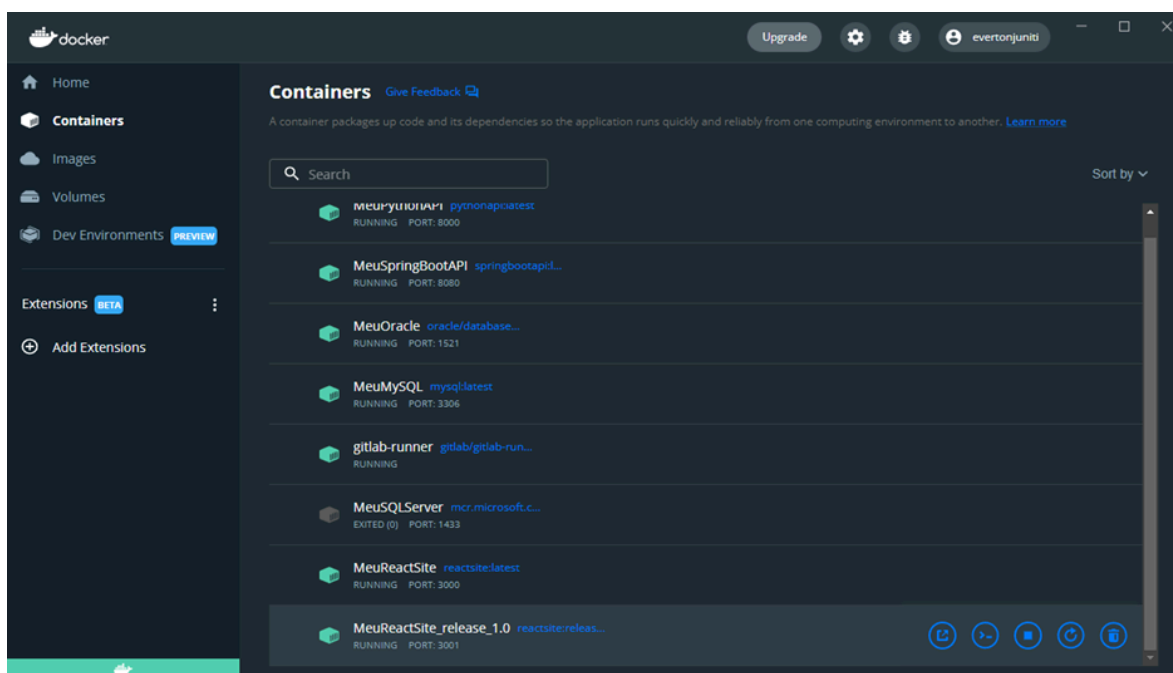 docker
Upgrade
evertonjuniti
Home
Containers
Images
Volumes
Dev Environments PREVIEW
Extensions BETA
Add Extensions
Containers Give Feedback
A container packages up code and its dependencies so the application runs quickly and reliably from one computing environment to another. Learn more
Search
Sort by
MeuPythonAPI pythonapi:latest
RUNNING PORT: 8000
MeuSpringBootAPI springbootapi:l...
RUNNING PORT: 8080
MeuOracle oracle/database...
RUNNING PORT: 1521
MeuMySQL mysql:latest
RUNNING PORT: 3306
gitlab-runner gitlab/gitlab-run...
RUNNING
MeuSQLServer mcr.microsoft.c...
EXITED (0) PORT: 1433
MeuReactSite reactsite:latest
RUNNING PORT: 3000
MeuReactSite_release_1.0 reactsite:releas...
RUNNING PORT: 3001